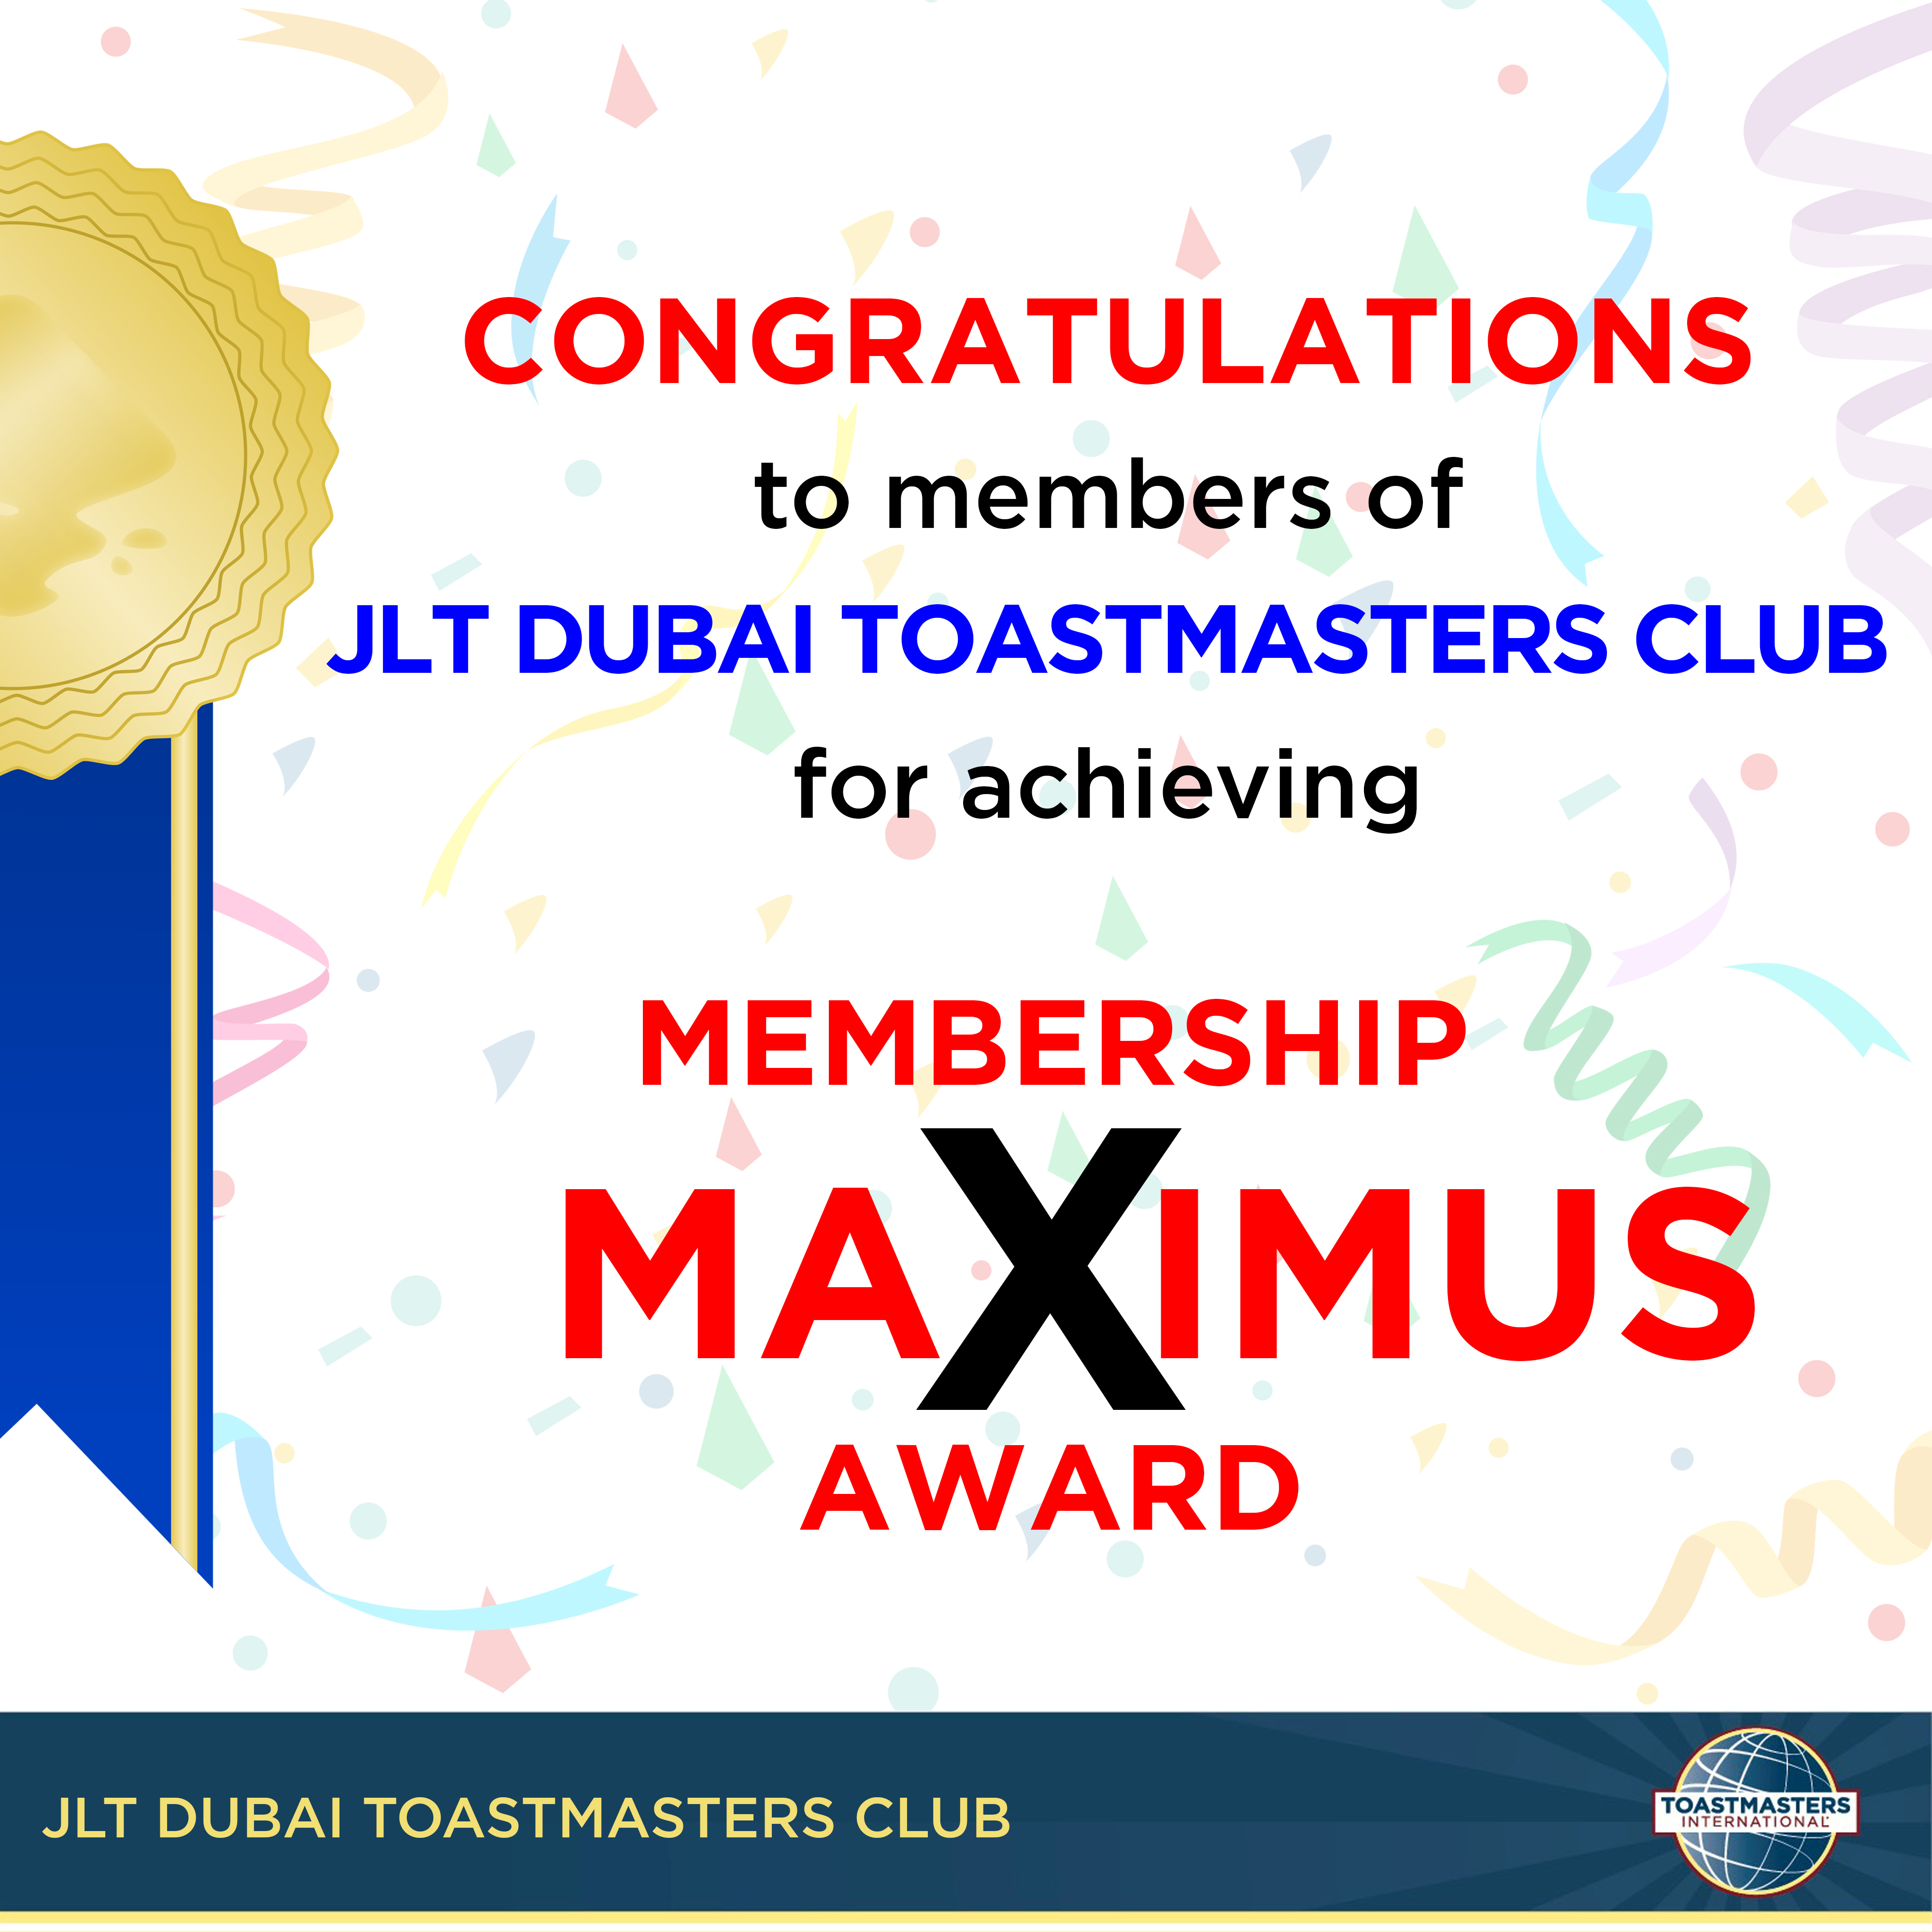 CONGRATULATIONS
to members of
JLT DUBAI TOASTMASTERS CLUB
for achieving
MEMBERSHIP
MAXIMUS
AWARD
JLT DUBAI TOASTMASTERS CLUB
TOASTMASTERS
INTERNATIONAL